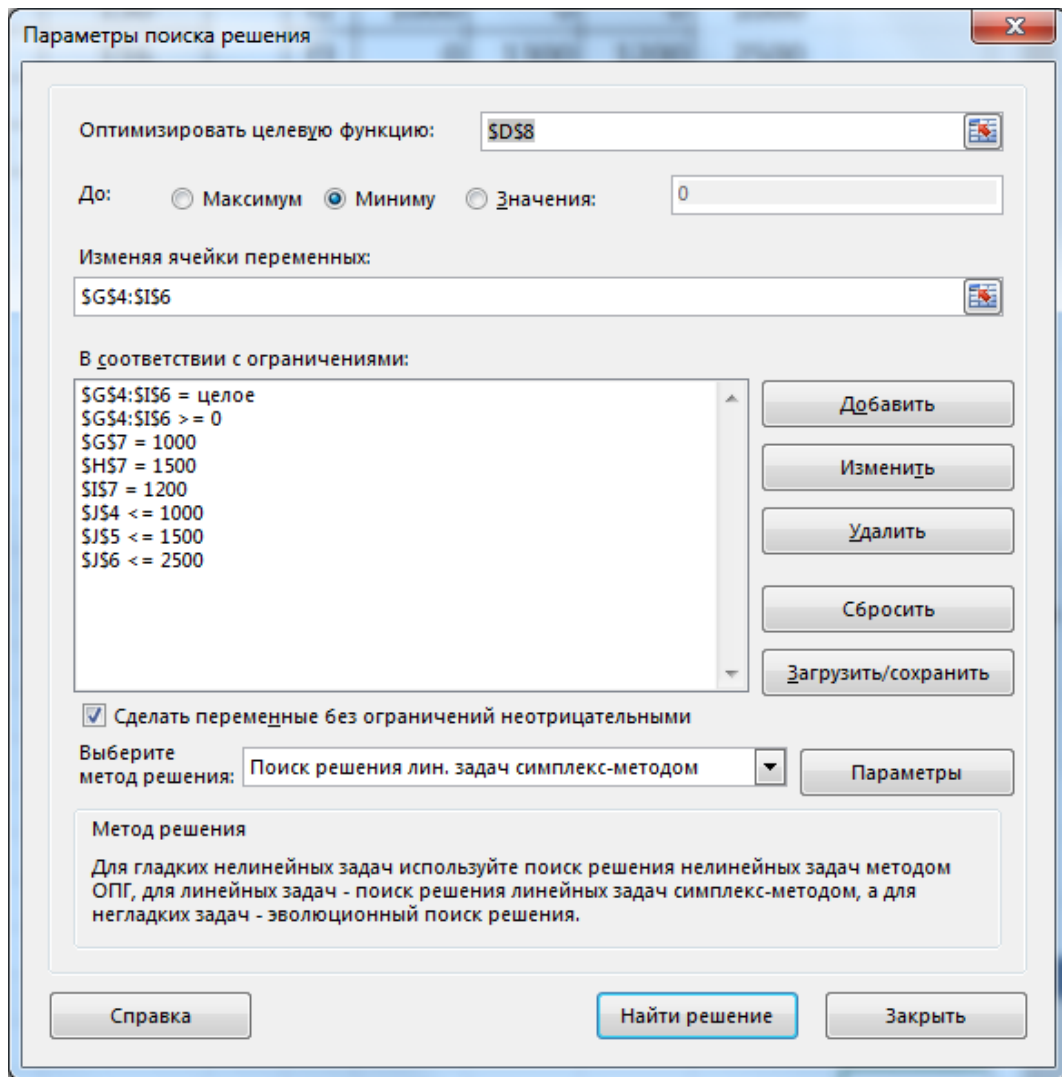 Параметры поиска решения
Оптимизировать целевую функцию: $D$8
До: Максимум Миниму Значения: 0
Изменяя ячейки переменных:
$G$4:$I$6
В соответствии с ограничениями:
$G$4:$I$6 = целое
$G$4:$I$6 >= 0
$G$7 = 1000
$H$7 = 1500
$I$7 = 1200
$J$4 <= 1000
$J$5 <= 1500
$J$6 <= 2500
Добавить
Изменить
Удалить
Сбросить
Загрузить/сохранить
Сделать переменные без ограничений неотрицательными
Выберите
метод решения: Поиск решения лин. задач симплекс-методом Параметры
Метод решения
Для гладких нелинейных задач используйте поиск решения нелинейных задач методом
ОПГ, для линейных задач - поиск решения линейных задач симплекс-методом, а для
негладких задач - эволюционный поиск решения.
Справка Найти решение Закрыть